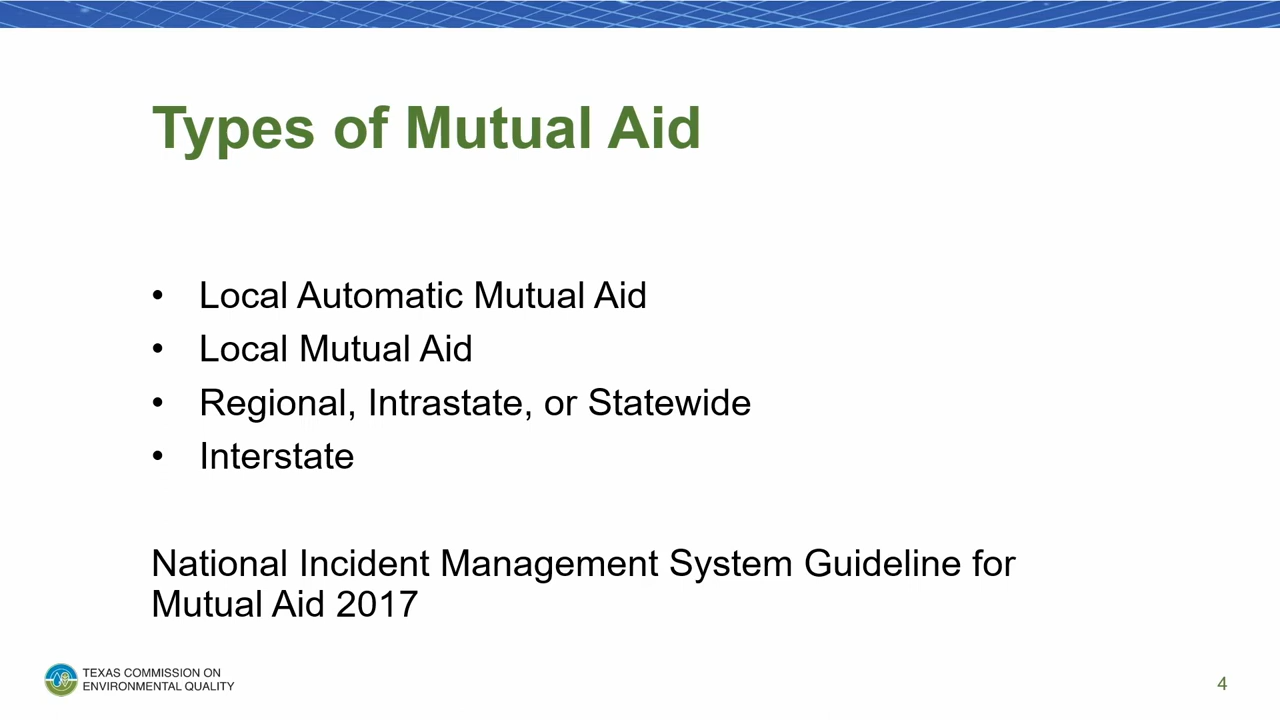 Types of Mutual Aid
• Local Automatic Mutual Aid
• Local Mutual Aid
• Regional, Intrastate, or Statewide
• Interstate
National Incident Management System Guideline for
Mutual Aid 2017
TEXAS COMMISSION ON
ENVIRONMENTAL QUALITY
4